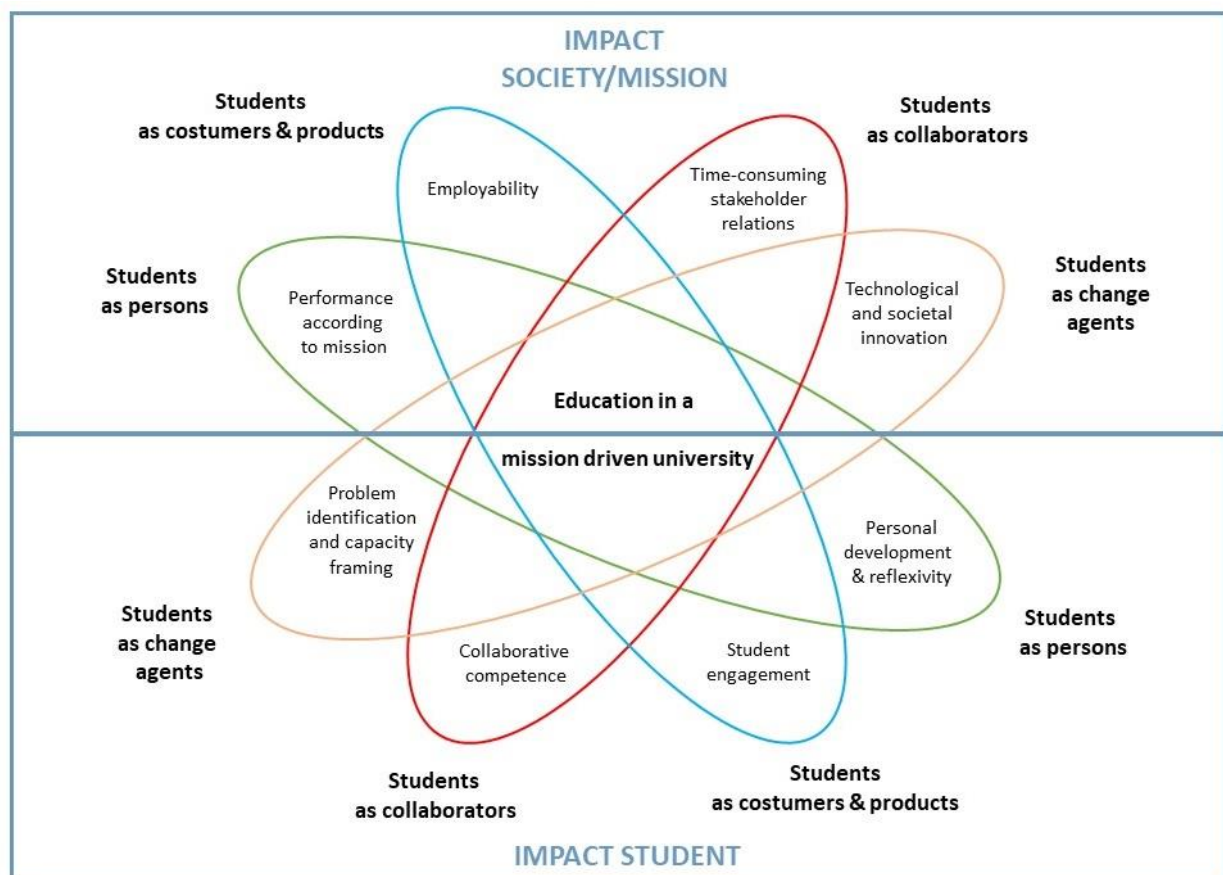 IMPACT
SOCIETY/MISSION
Students
as costumers & products
Students
as collaborators
Employability
Time-consuming
stakeholder
relations
Students
as persons
Performance
according
to mission
Technological
and societal
innovation
Students
as change
agents
Education in a
mission driven university
Problem
identification
and capacity
framing
Personal
development
& reflexivity
Students
as change
agents
Collaborative
competence
Student
engagement
Students
as persons
Students
as collaborators
Students
as costumers & products
IMPACT STUDENT